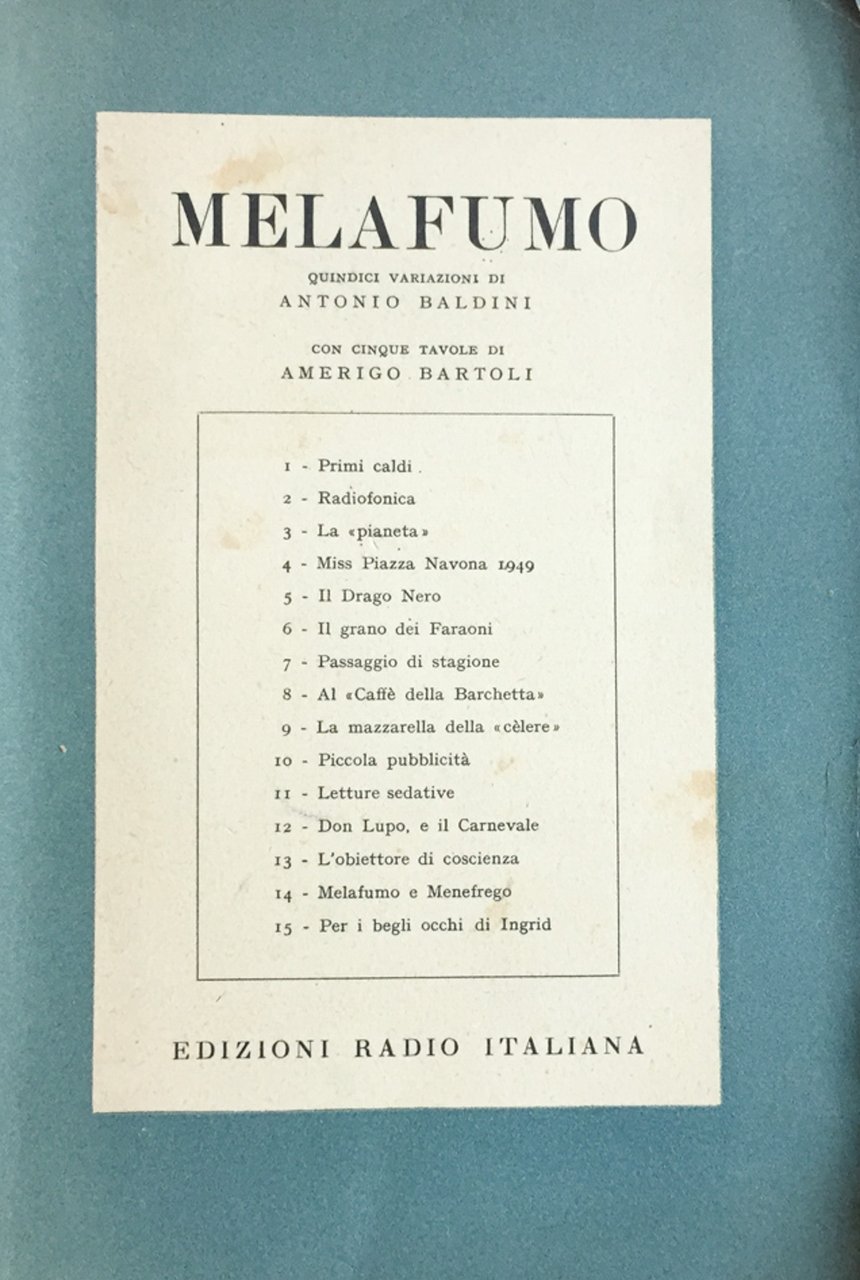 MELAFUMO
QUINDICI VARIAZIONI DI
ANTONIO BALDINI
CON CINQUE TAVOLE DI
AMERIGO BARTOLI
1 - Primi caldi
2 - Radiofonica
3 - La «pianeta»
4 - Miss Piazza Navona 1949
5 - Il Drago Nero
6 - Il grano dei Faraoni
7 - Passaggio di stagione
8 - Al «Caffè della Barchetta»
9 - La mazzarella della «cèlere»
10 - Piccola pubblicità
11 - Letture sedative
12 - Don Lupo, e il Carnevale
13 - L'obiettore di coscienza
14 - Melafumo e Menefrego
15 - Per i begli occhi di Ingrid
EDIZIONI RADIO ITALIANA